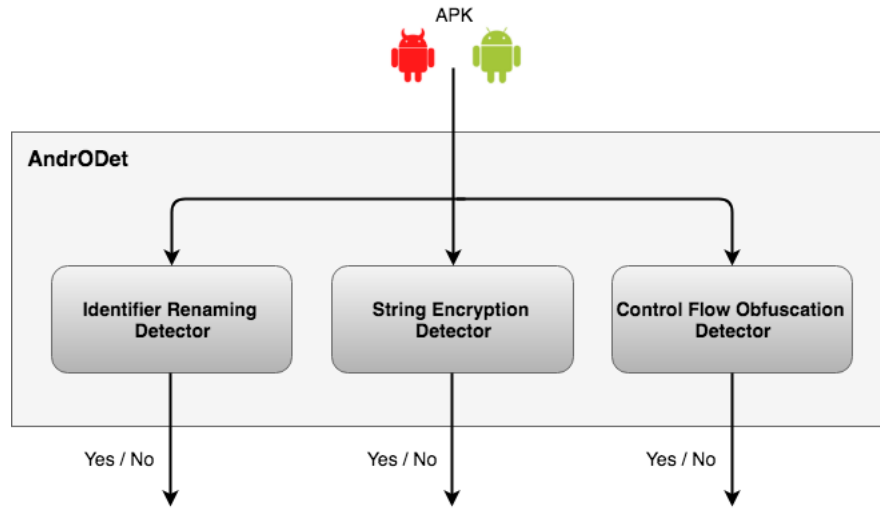 APK
AndrODet
Identifier Renaming
Detector
String Encryption
Detector
Control Flow Obfuscation
Detector
Yes / No
Yes / No
Yes / No